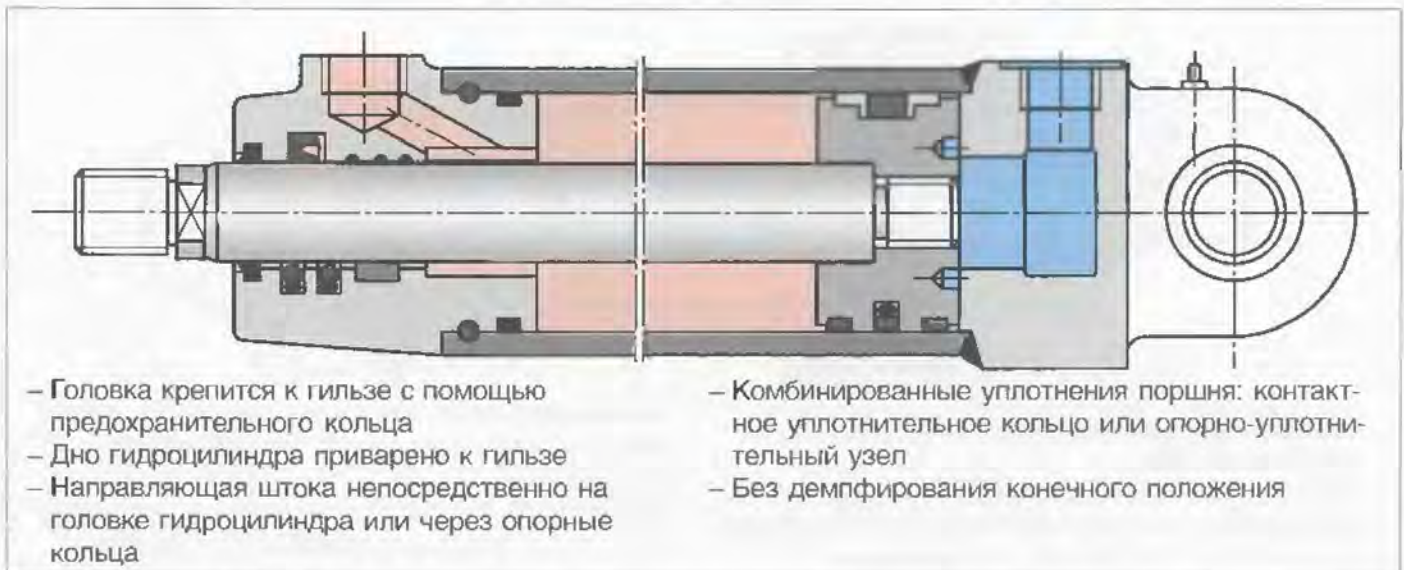 – Головка крепится к гильзе с помощью
предохранительного кольца
– Дно гидроцилиндра приварено к гильзе
– Направляющая штока непосредственно на
головке гидроцилиндра или через опорные
кольца
– Комбинированные уплотнения поршня: контакт-
ное уплотнительное кольцо или опорно-уплотни-
тельный узел
– Без демпфирования конечного положения